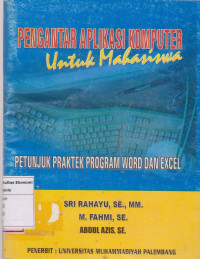 PENGANTAR APLIKASI KOMPUTER
Untuk Mahasiswa
PETUNJUK PRAKTEK PROGRAM WORD DAN EXCEL
SRI RAHAYU, SE., MM.
M. FAHMI, SE.
ABDUL AZIS, SE.
PENERBIT : UNIVERSITAS MUHAMMADIYAH PALEMBANG